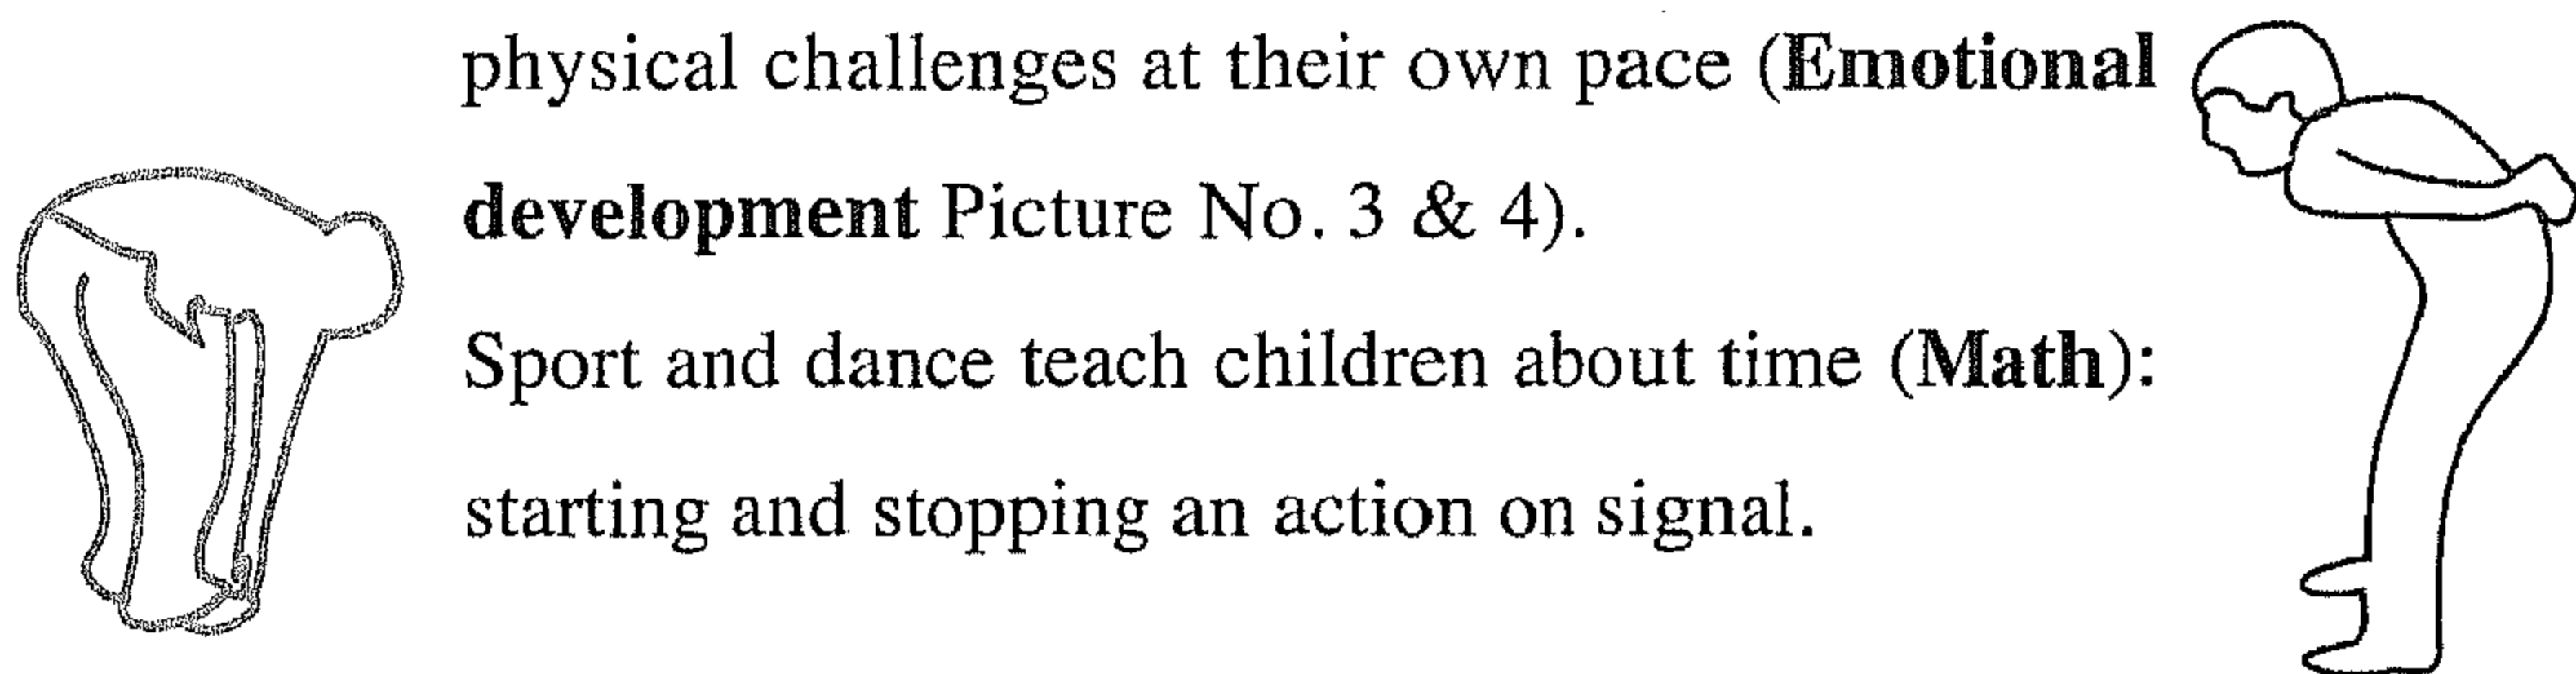 physical challenges at their own pace (Emotional
development Picture No. 3 & 4).
Sport and dance teach children about time (Math):
starting and stopping an action on signal.